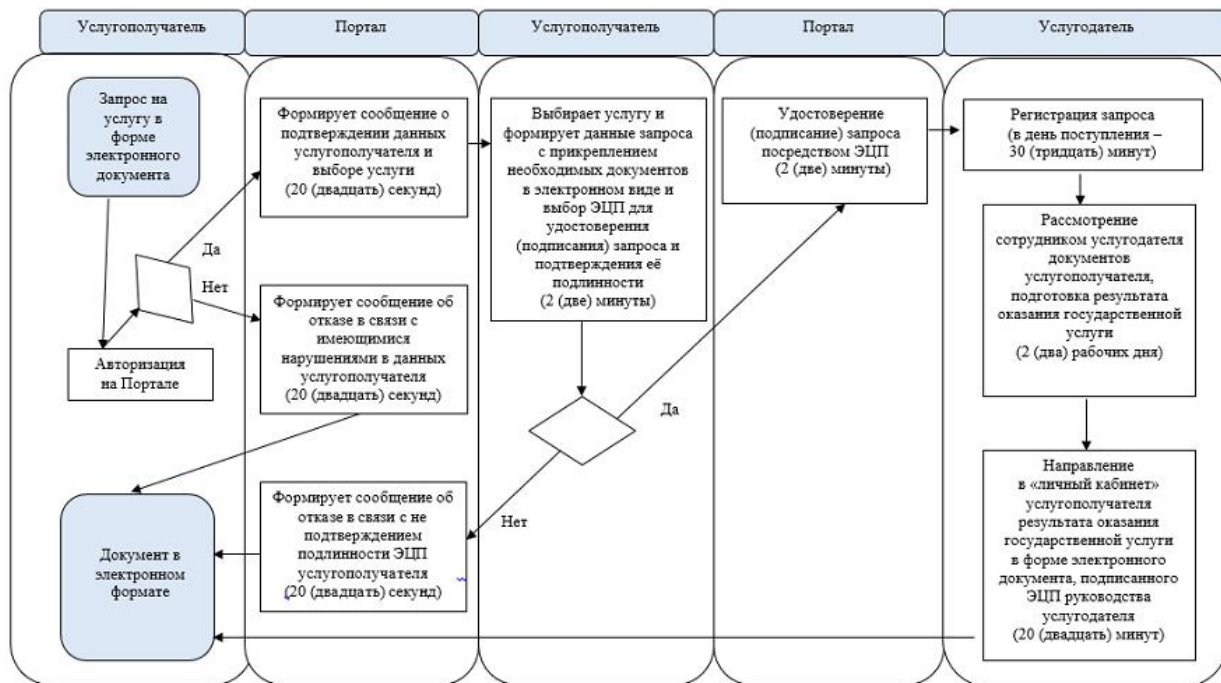 Услугополучатель
Портал
Услугополучатель
Портал
Услугодатель
Запрос на
услугу в
форме
электронного
документа
Да
Нет
Авторизация
на Портале
Документ в
электронном
формате
Формирует сообщение о
подтверждении данных
услугополучателя и
выборе услуги
(20 (двадцать) секунд)
Формирует сообщение об
отказе в связи с
имеющимися
нарушениями в данных
услугополучателя
(20 (двадцать) секунд)
Формирует сообщение об
отказе в связи с не
подтверждением
подлинности ЭЦП
услугополучателя
(20 (двадцать) секунд)
Выбирает услугу и
формирует данные запроса
с прикреплением
необходимых документов
в электронном виде и
выбор ЭЦП для
удостоверения
(подписания) запроса и
подтверждения её
подлинности
(2 (две) минуты)
Да
Нет
Удостоверение
(подписание) запроса
посредством ЭЦП
(2 (две) минуты)
Регистрация запроса
(в день поступления –
30 (тридцать) минут)
Рассмотрение
сотрудником услугодателя
документов
услугополучателя,
подготовка результата
оказания государственной
услуги
(2 (два) рабочих дня)
Направление
в «личный кабинет»
услугополучателя
результата оказания
государственной услуги
в форме электронного
документа, подписанного
ЭЦП руководства
услугодателя
(20 (двадцать) минут)